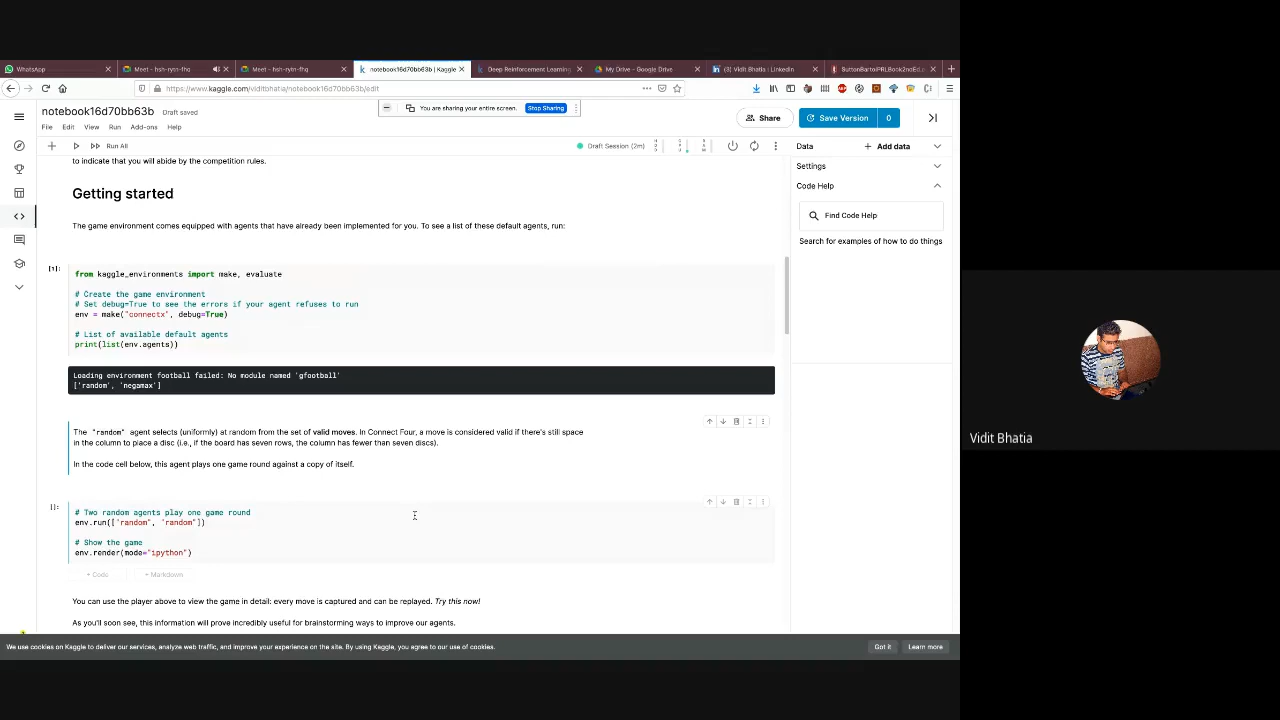 WhatsApp
Meet - hsh-rytn-fhq
Meet - hsh-rytn-fhq
notebook16d70bb63b | Kaggle
Deep Reinforcement Learning
My Drive - Google Drive
(3) Vidit Bhatia | LinkedIn
SuttonBartoIPRLBook2ndEd.
https://www.kaggle.com/viditbhatia/notebook16d70bb63b/edit
notebook16d70bb63b Draft saved
You are sharing your entire screen. Stop Sharing
Share
Save Version 0
File Edit View Run Add-ons Help
Run All
Draft Session (2m)
Data + Add data
to indicate that you will abide by the competition rules.
Settings
Code Help
Getting started
Find Code Help
The game environment comes equipped with agents that have already been implemented for you. To see a list of these default agents, run:
Search for examples of how to do things
[1]:
from kaggle_environments import make, evaluate
# Create the game environment
# Set debug=True to see the errors if your agent refuses to run
env = make("connectx", debug=True)
# List of available default agents
print(list(env.agents))
Loading environment football failed: No module named 'gfootball'
['random', 'negamax']
The "random" agent selects (uniformly) at random from the set of valid moves. In Connect Four, a move is considered valid if there's still space
in the column to place a disc (i.e., if the board has seven rows, the column has fewer than seven discs).
In the code cell below, this agent plays one game round against a copy of itself.
[]:
# Two random agents play one game round
env.run(["random", "random"])
# Show the game
env.render(mode="ipython")
+ Code + Markdown
You can use the player above to view the game in detail: every move is captured and can be replayed. Try this now!
As you'll soon see, this information will prove incredibly useful for brainstorming ways to improve our agents.
We use cookies on Kaggle to deliver our services, analyze web traffic, and improve your experience on the site. By using Kaggle, you agree to our use of cookies.
Got it Learn more
Vidit Bhatia